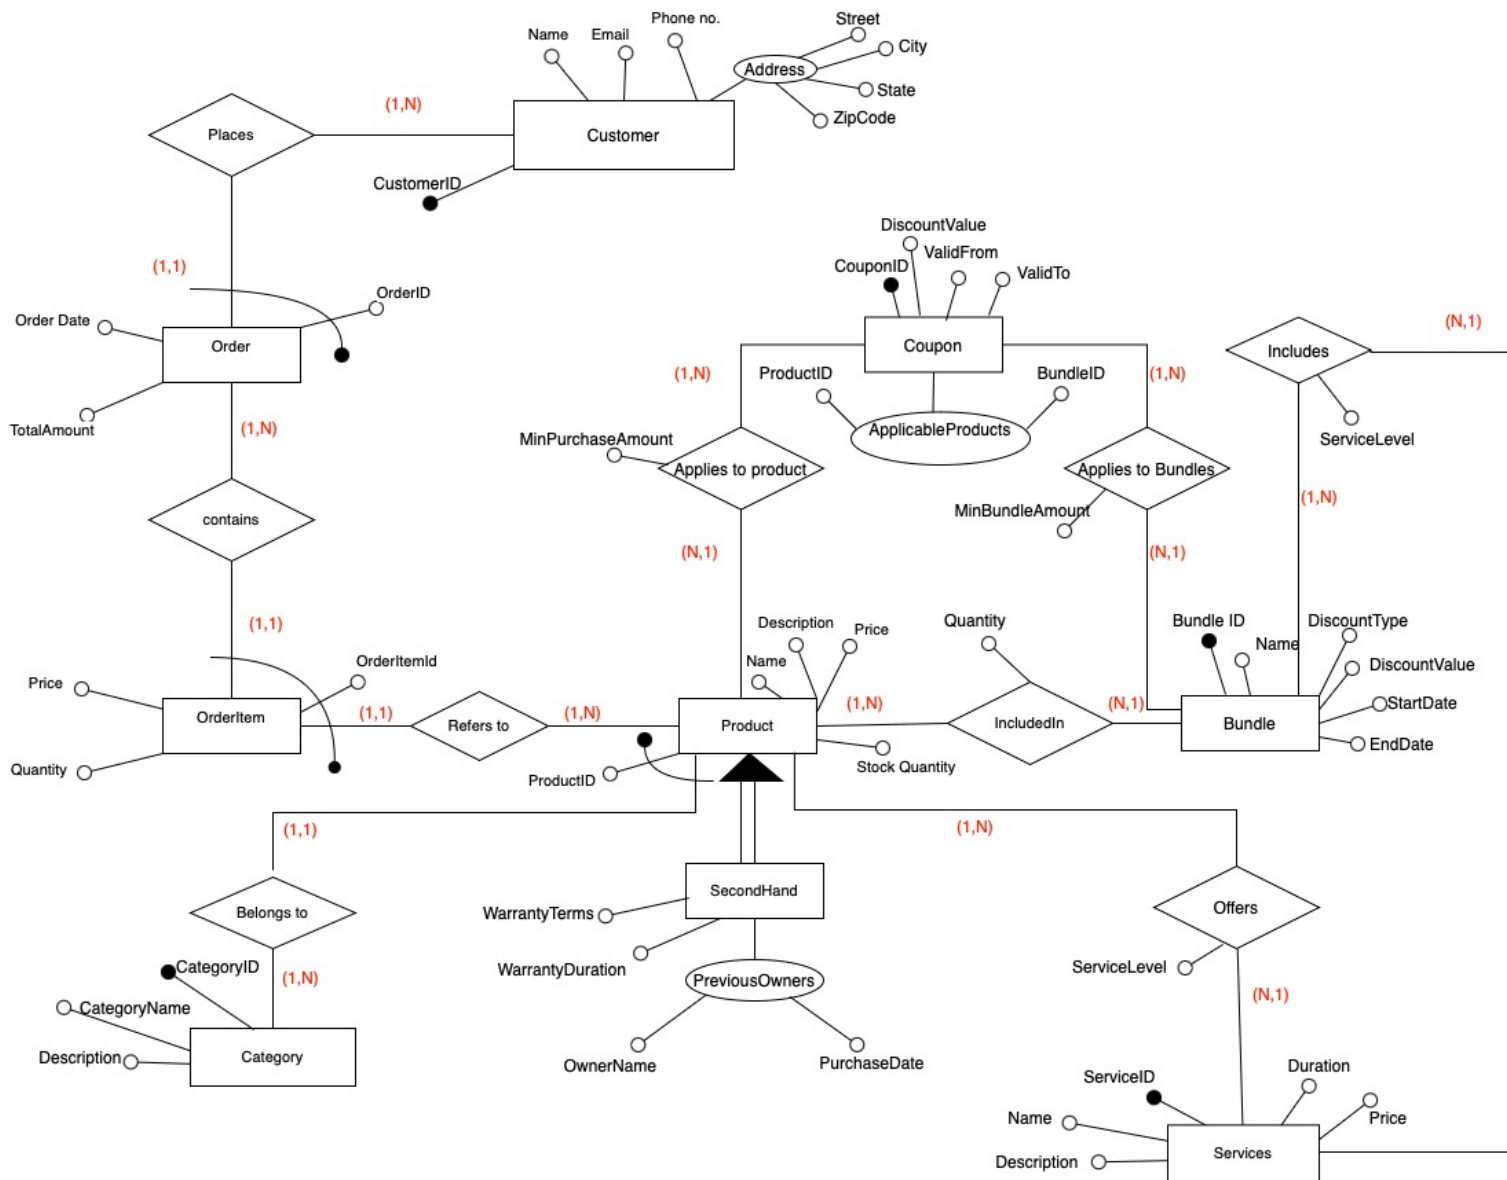 Street
Phone no.
Name
Email
City
Address
State
ZipCode
(1,N)
Places
Customer
CustomerID
DiscountValue
ValidFrom
CouponID
ValidTo
(1,1)
OrderID
Order Date
Order
(N,1)
Coupon
Includes
(1,N)
ProductID
BundleID
(1,N)
TotalAmount
(1,N)
MinPurchaseAmount
ApplicableProducts
ServiceLevel
Applies to product
Applies to Bundles
(1,N)
MinBundleAmount
contains
(N,1)
(N,1)
(1,1)
Description
Price
Quantity
Bundle ID
DiscountType
Name
OrderItemId
Name
DiscountValue
Price
(1,N)
(N,1)
StartDate
OrderItem
(1,1)
Refers to
(1,N)
Product
IncludedIn
Bundle
EndDate
Quantity
ProductID
Stock Quantity
(1,1)
(1,N)
SecondHand
Belongs to
WarrantyTerms
Offers
CategoryID
WarrantyDuration
ServiceLevel
(1,N)
PreviousOwners
(N,1)
CategoryName
Description
Category
OwnerName
PurchaseDate
Duration
ServiceID
Name
Price
Services
Description